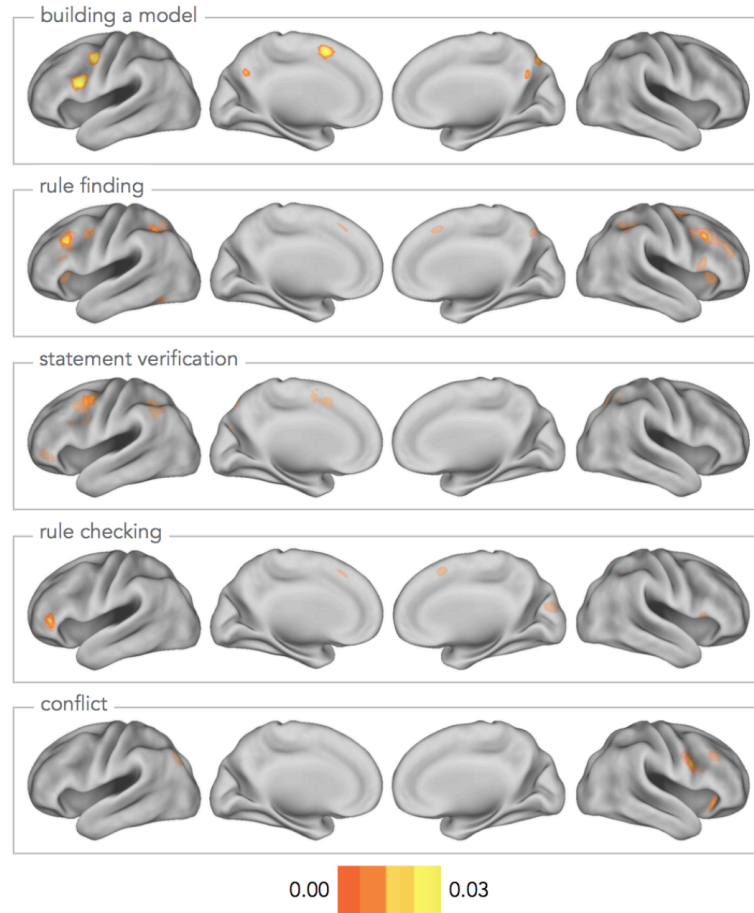 building a model
rule finding
statement verification
rule checking
conflict
0.00 0.03